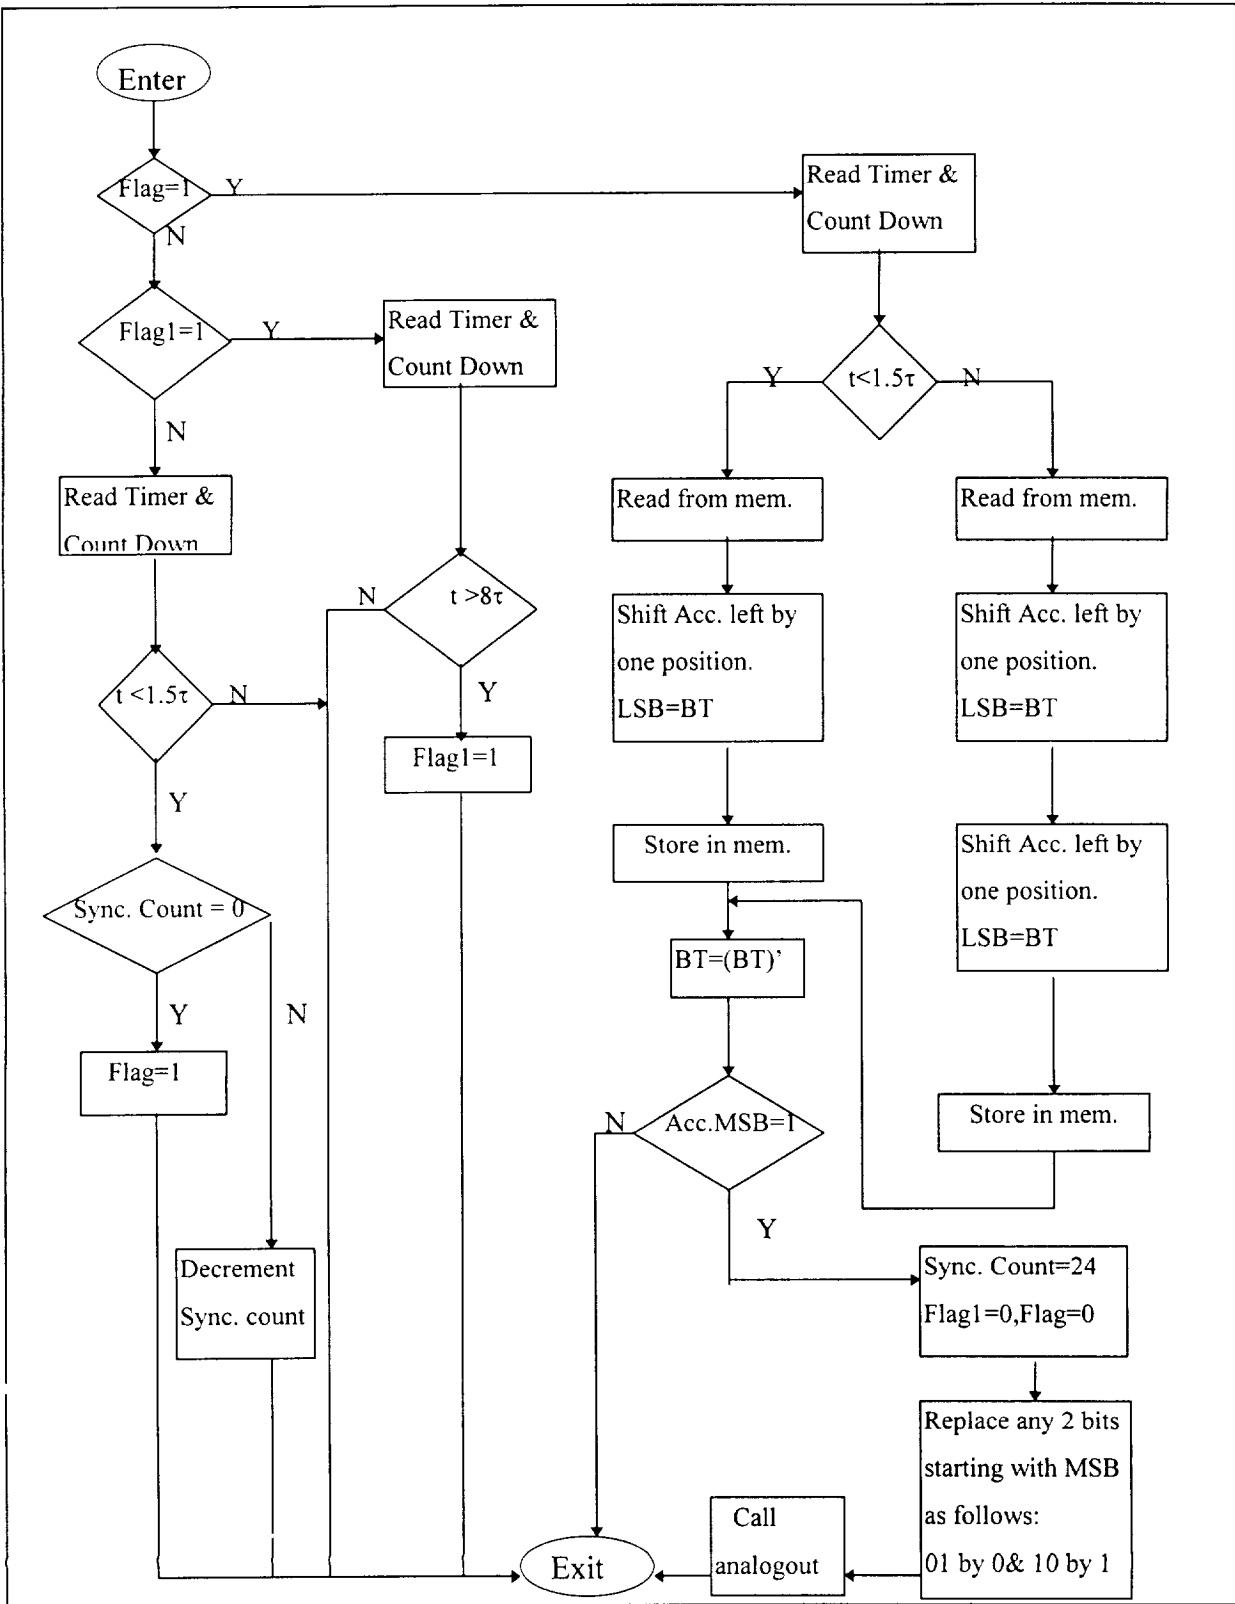 Enter
Flag=1
Y
N
Read Timer &
Count Down
Flag1=1
Y
N
Read Timer &
Count Down
t<1.5τ
Y
N
Read Timer &
Count Down
Read from mem.
Read from mem.
t >8τ
N
Y
Shift Acc. left by
one position.
LSB=BT
Shift Acc. left by
one position.
LSB=BT
t <1.5τ
N
Y
Flag1=1
Store in mem.
Shift Acc. left by
one position.
LSB=BT
Sync. Count = 0
Y
N
BT=(BT)’
Flag=1
Acc.MSB=1
N
Y
Store in mem.
Decrement
Sync. count
Sync. Count=24
Flag1=0,Flag=0
Replace any 2 bits
starting with MSB
as follows:
01 by 0& 10 by 1
Call
analogout
Exit